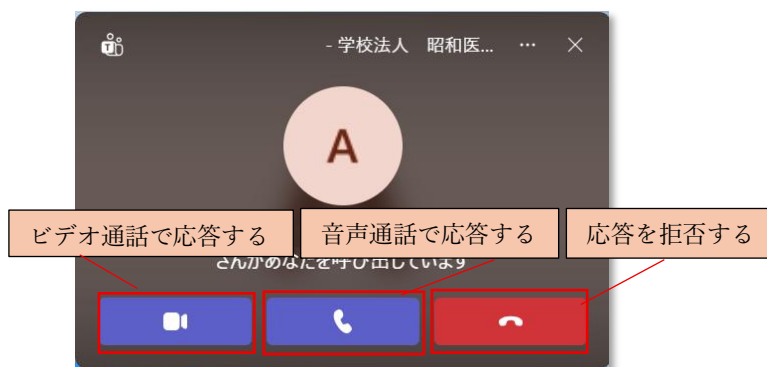 - 学校法人 昭和医... ... ×
A
ビデオ通話で応答する
音声通話で応答する
応答を拒否する
さんがあなたを呼び出しています